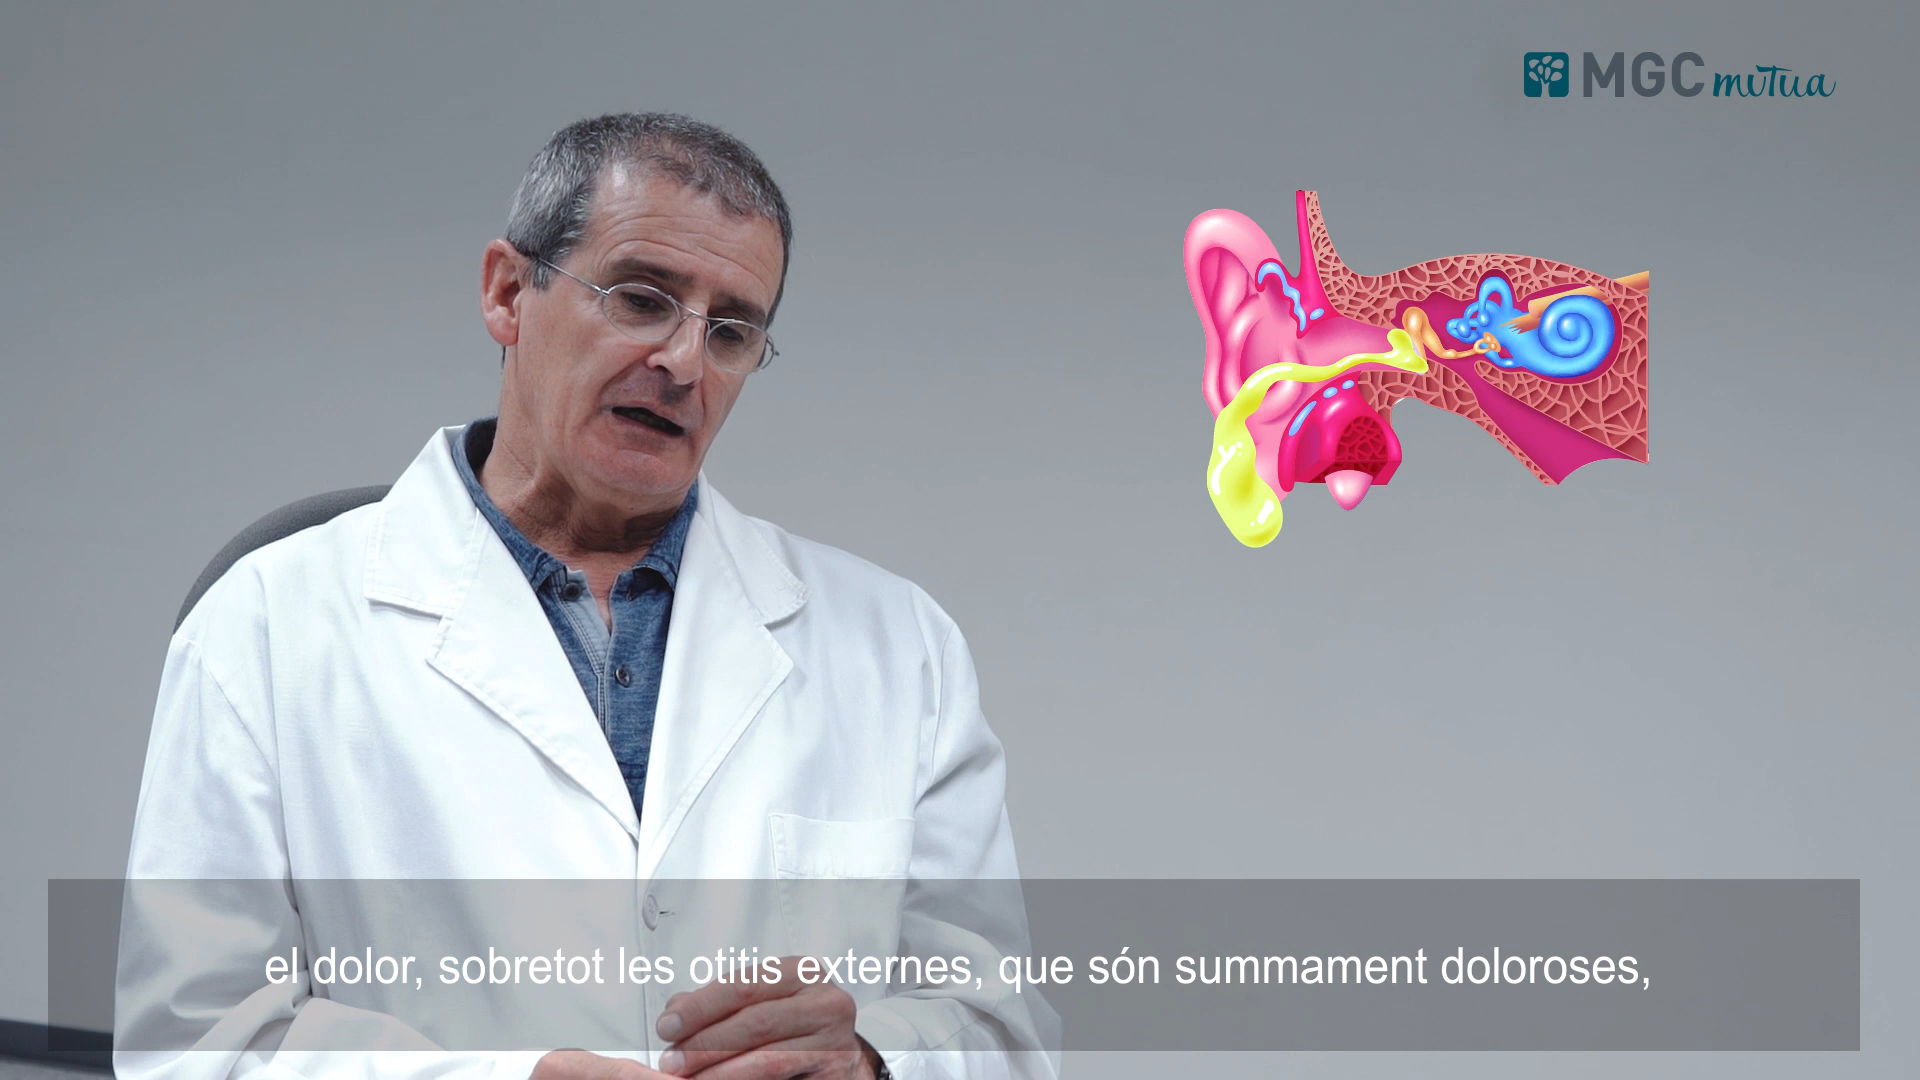 MGC mutua
el dolor, sobretot les otitis externes, que són summament doloroses,